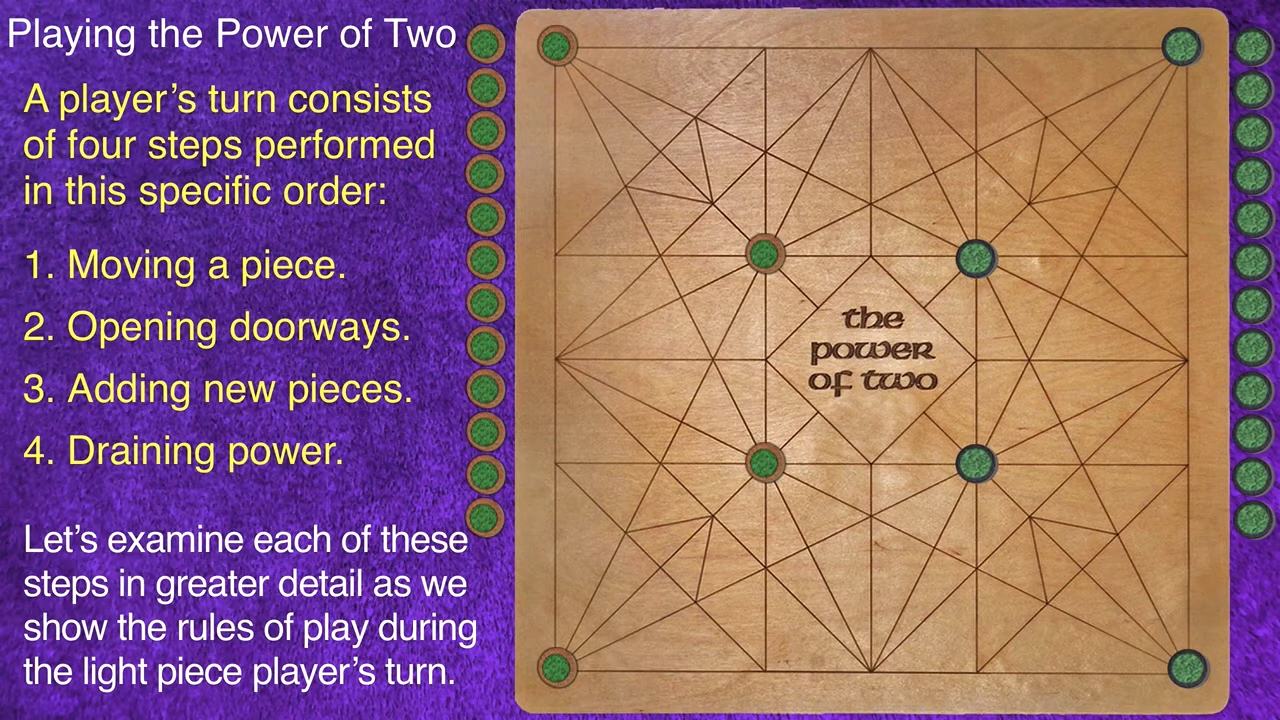 Playing the Power of Two
A player’s turn consists
of four steps performed
in this specific order:
1. Moving a piece.
2. Opening doorways.
3. Adding new pieces.
4. Draining power.
Let’s examine each of these
steps in greater detail as we
show the rules of play during
the light piece player’s turn.
the
power
of two